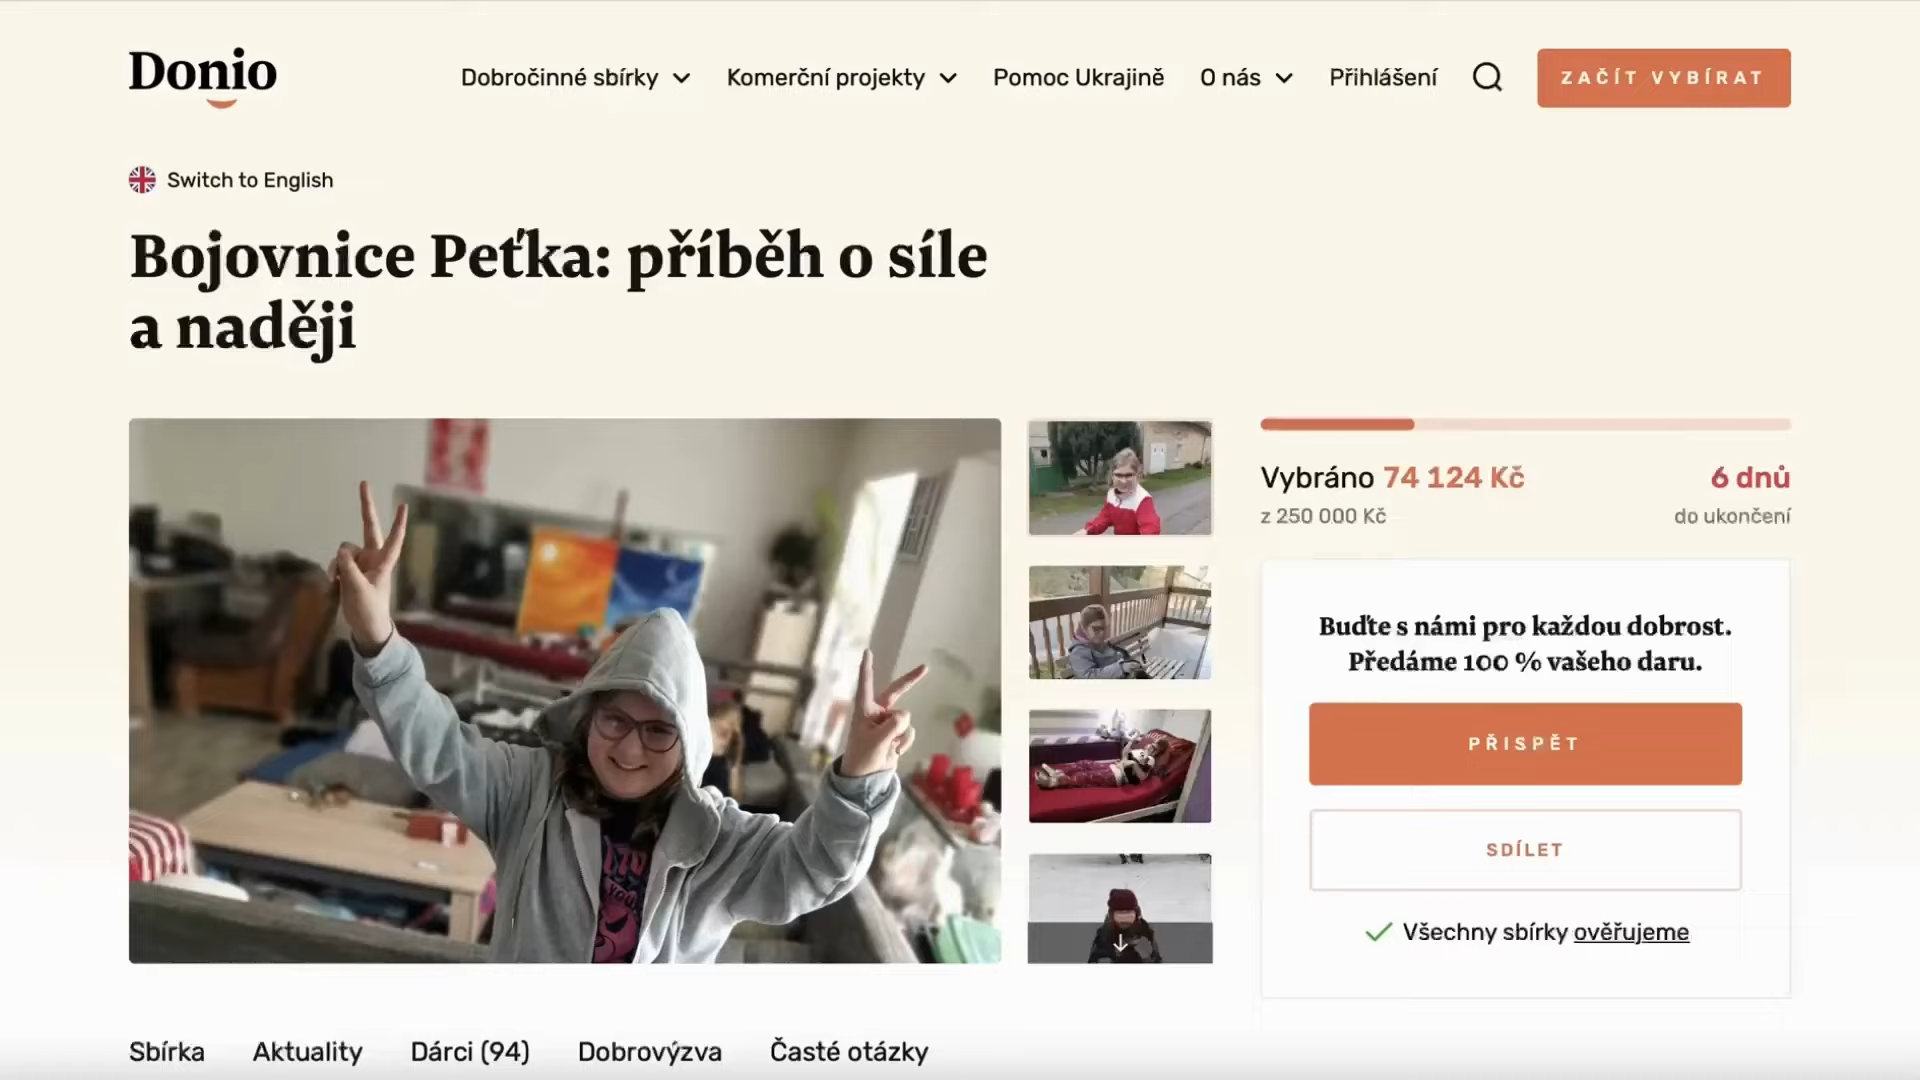 Donio
Dobročinné sbírky
Komerční projekty
Pomoc Ukrajině
O nás
Přihlášení
ZAČÍT VYBÍRAT
Switch to English
Bojovnice Peťka: příběh o síle
a naději
Vybráno 74 124 Kč
6 dnů
z 250 000 Kč
do ukončení
Buďte s námi pro každou dobrost.
Předáme 100 % vašeho daru.
PŘISPĚT
SDÍLET
Všechny sbírky ověřujeme
Sbírka
Aktuality
Dárci (94)
Dobrovýzva
Časté otázky